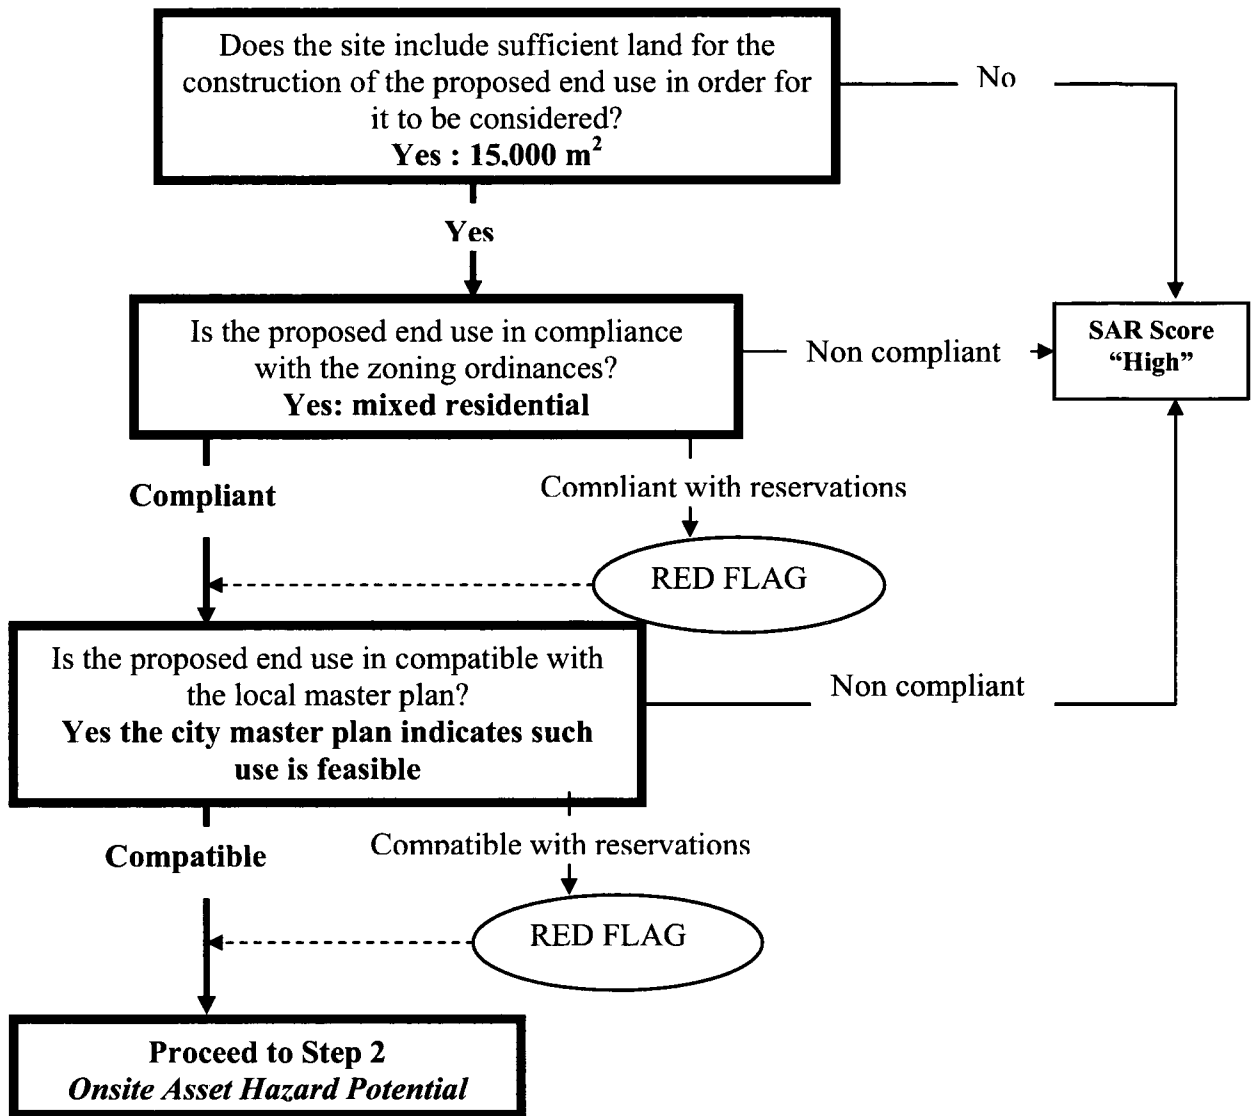 Does the site include sufficient land for the
construction of the proposed end use in order for
it to be considered?
Yes : 15,000 m²
No
Yes
Is the proposed end use in compliance
with the zoning ordinances?
Yes: mixed residential
Non compliant
SAR Score
“High”
Compliant
Compliant with reservations
RED FLAG
Is the proposed end use in compatible with
the local master plan?
Yes the city master plan indicates such
use is feasible
Non compliant
Compatible
Compatible with reservations
RED FLAG
Proceed to Step 2
Onsite Asset Hazard Potential